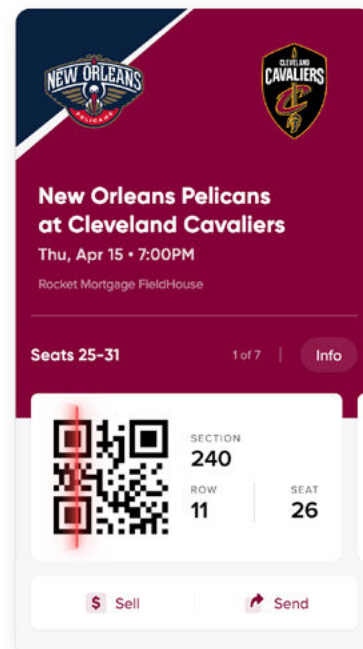 NEW ORLEANS
PELICANS
CLEVELAND
CAVALIERS
New Orleans Pelicans
at Cleveland Cavaliers
Thu, Apr 15 • 7:00PM
Rocket Mortgage FieldHouse
Seats 25-31
1 of 7 | Info
SECTION
240
ROW SEAT
11 26
$ Sell Send